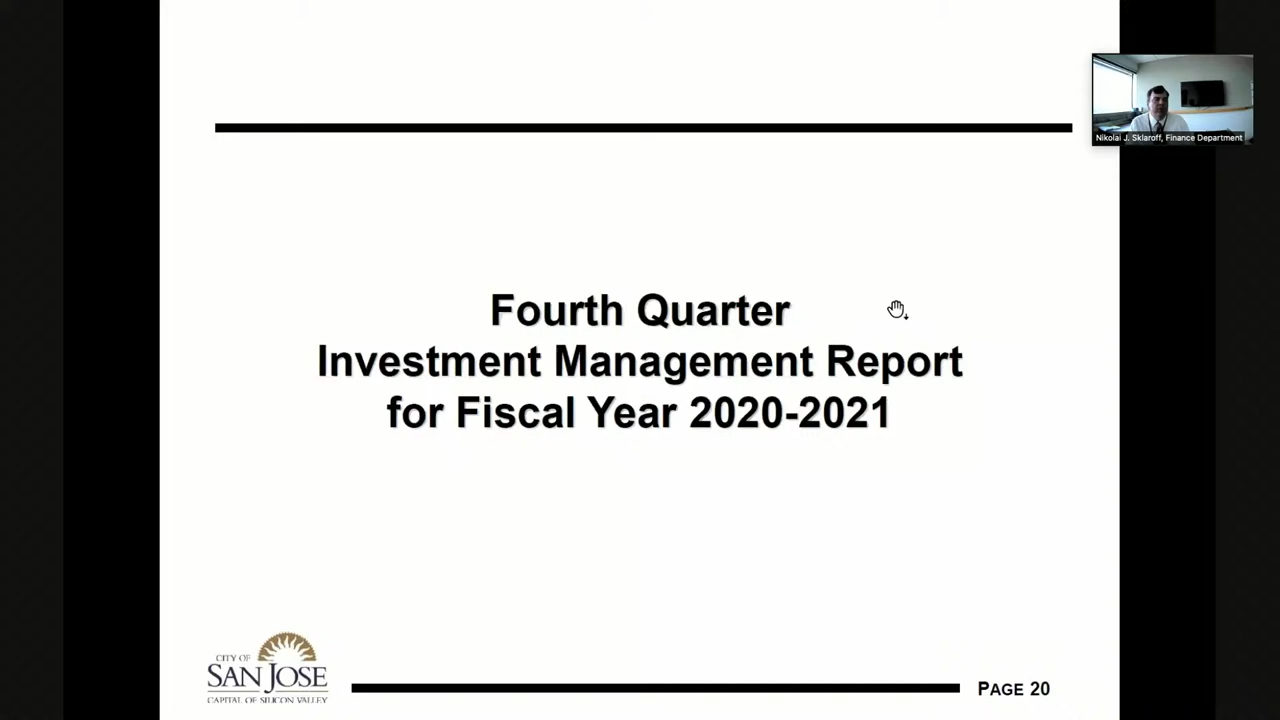 Nikolai J. Sklaroff, Finance Department
Fourth Quarter
Investment Management Report
for Fiscal Year 2020-2021
CITY OF
SAN JOSE
CAPITAL OF SILICON VALLEY
PAGE 20